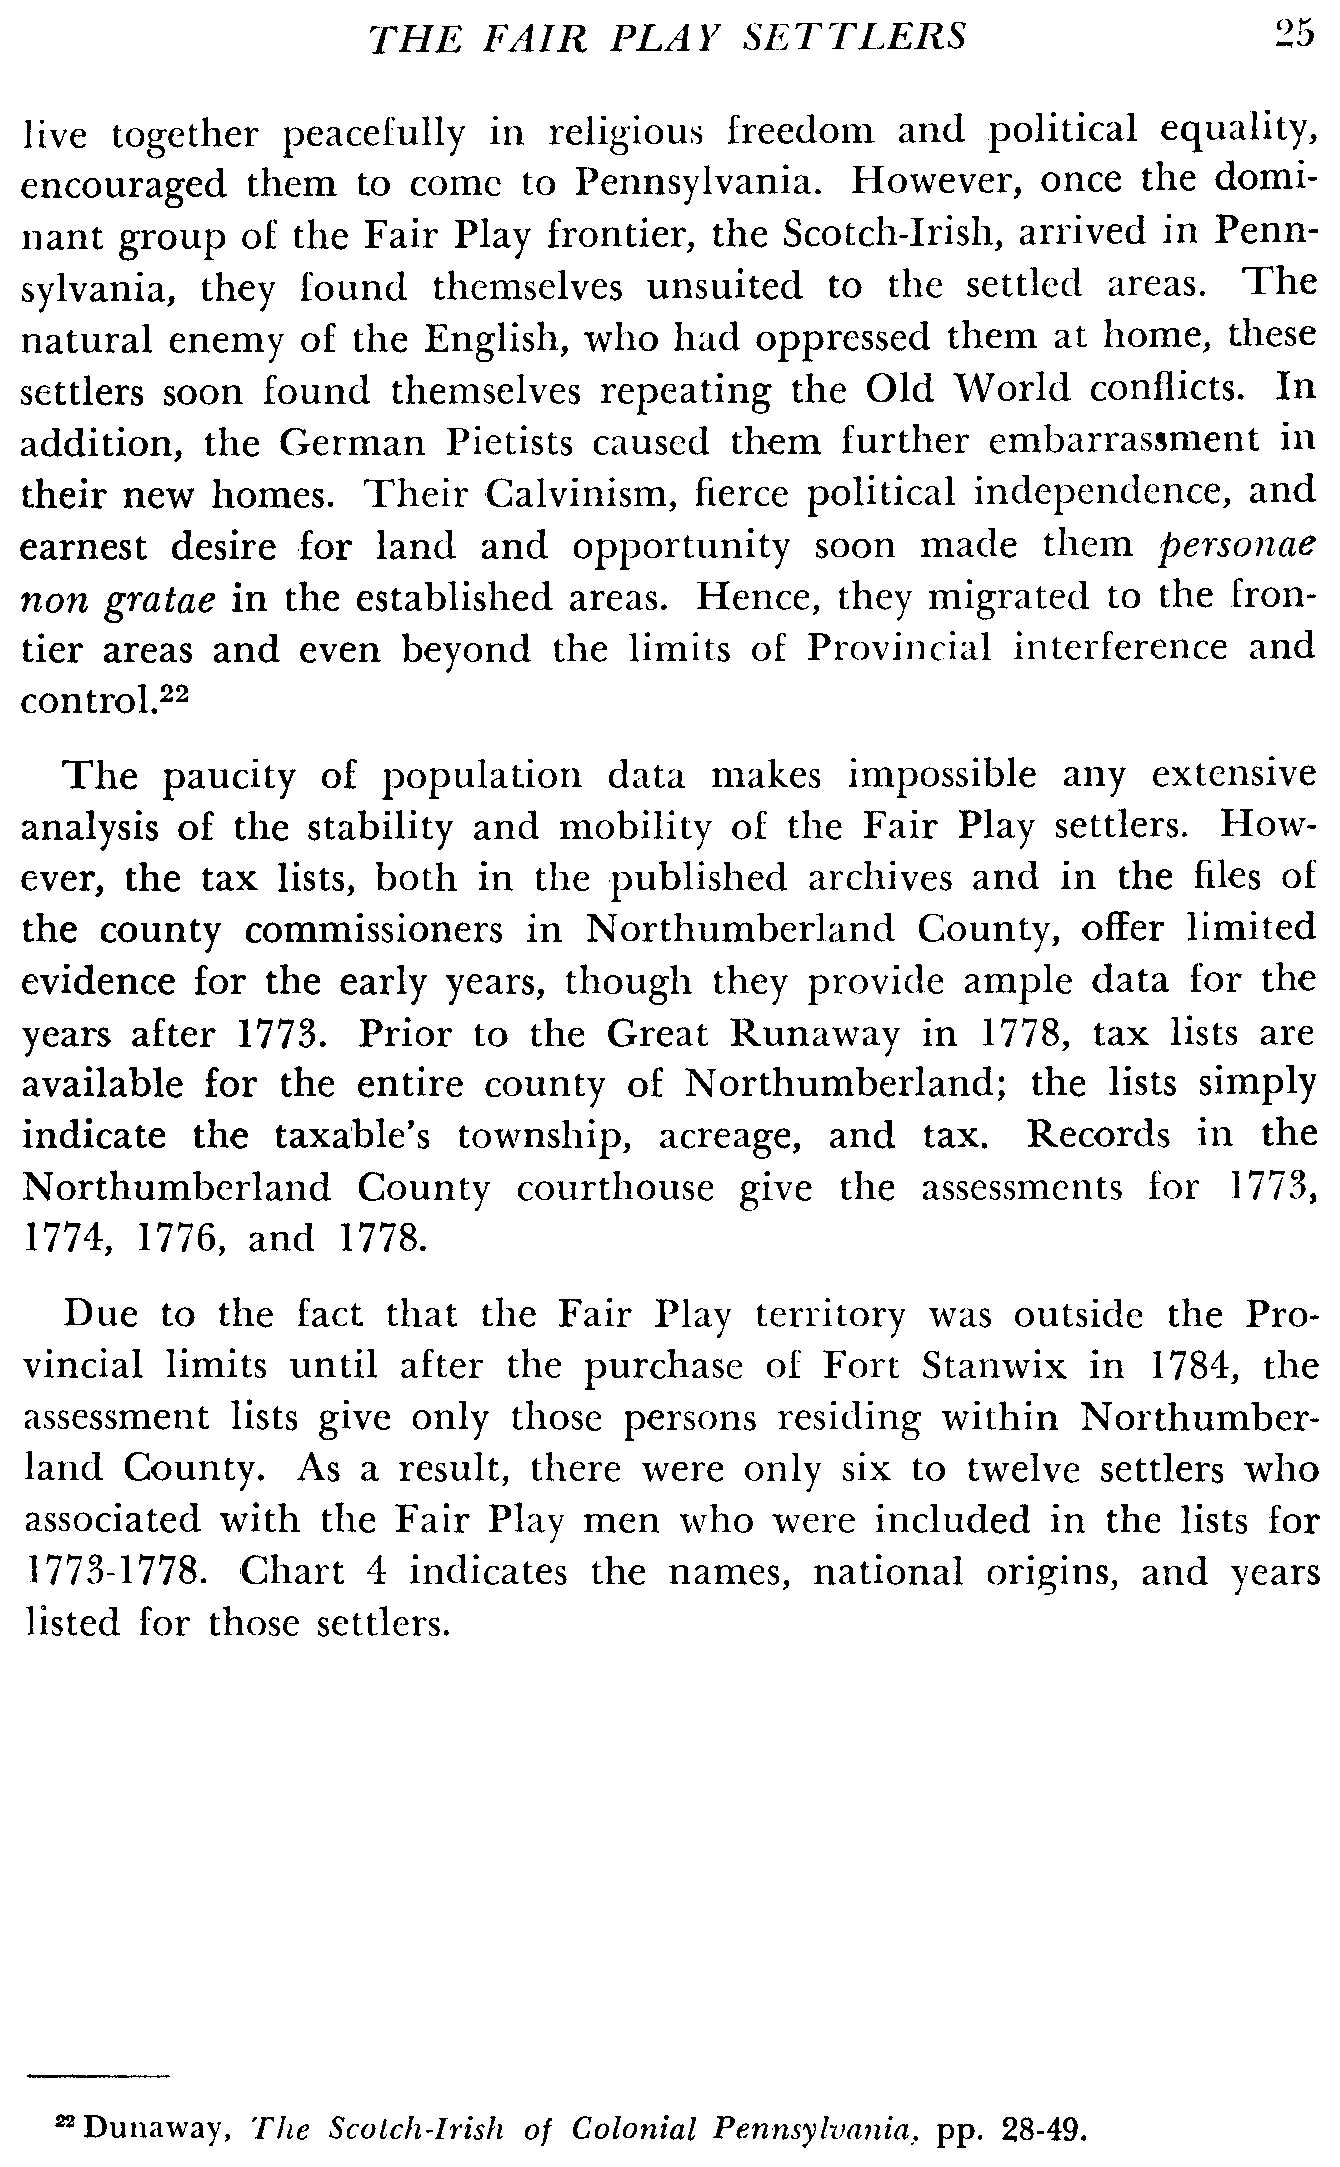 THE FAIR PLAY SETTLERS 25
live together peacefully in religious freedom and political equality,
encouraged them to come to Pennsylvania. However, once the domi-
nant group of the Fair Play frontier, the Scotch-Irish, arrived in Penn-
sylvania, they found themselves unsuited to the settled areas. The
natural enemy of the English, who had oppressed them at home, these
settlers soon found themselves repeating the Old World conflicts. In
addition, the German Pietists caused them further embarrassment in
their new homes. Their Calvinism, fierce political independence, and
earnest desire for land and opportunity soon made them personae
non gratae in the established areas. Hence, they migrated to the fron-
tier areas and even beyond the limits of Provincial interference and
control.²²
The paucity of population data makes impossible any extensive
analysis of the stability and mobility of the Fair Play settlers. How-
ever, the tax lists, both in the published archives and in the files of
the county commissioners in Northumberland County, offer limited
evidence for the early years, though they provide ample data for the
years after 1773. Prior to the Great Runaway in 1778, tax lists are
available for the entire county of Northumberland; the lists simply
indicate the taxable's township, acreage, and tax. Records in the
Northumberland County courthouse give the assessments for 1773,
1774, 1776, and 1778.
Due to the fact that the Fair Play territory was outside the Pro-
vincial limits until after the purchase of Fort Stanwix in 1784, the
assessment lists give only those persons residing within Northumber-
land County. As a result, there were only six to twelve settlers who
associated with the Fair Play men who were included in the lists for
1773-1778. Chart 4 indicates the names, national origins, and years
listed for those settlers.
²² Dunaway, The Scotch-Irish of Colonial Pennsylvania, pp. 28-49.